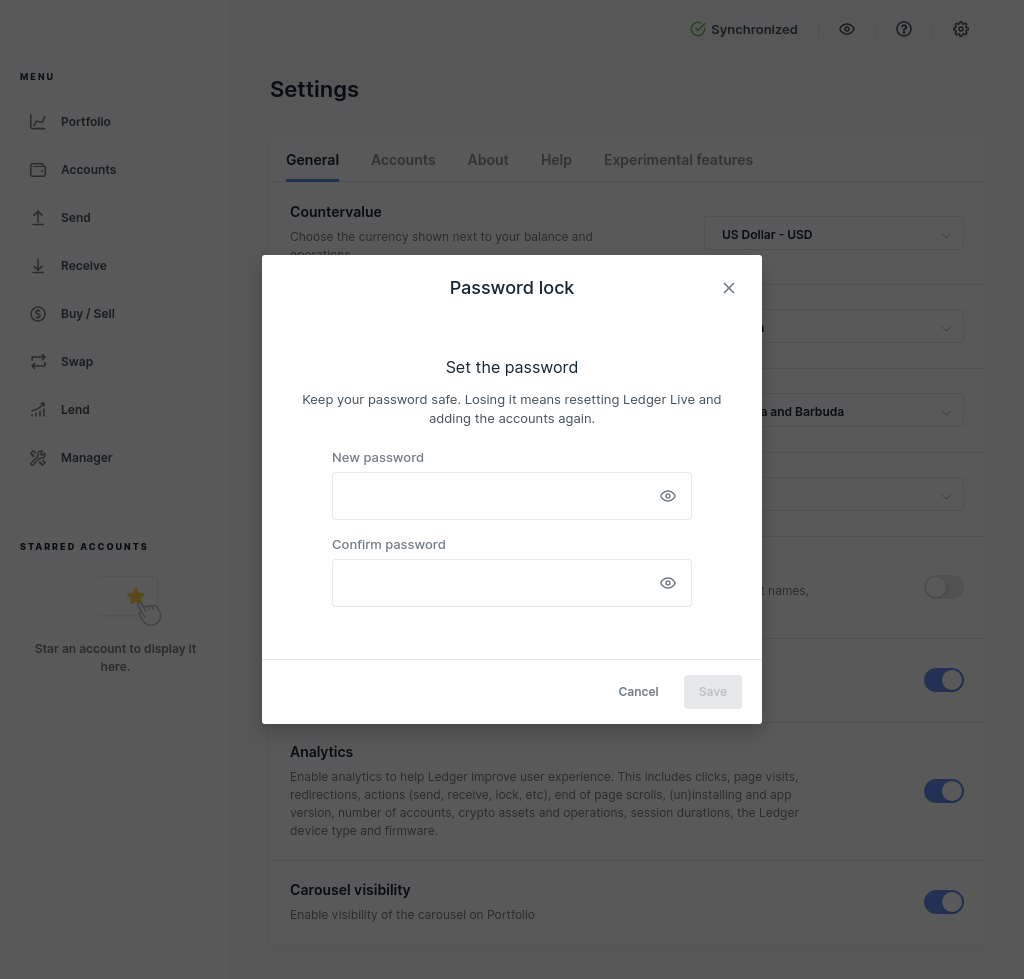 Synchronized
MENU
Portfolio
Accounts
Send
Receive
Buy / Sell
Swap
Lend
Manager
STARRED ACCOUNTS
Star an account to display it
here.
Settings
General Accounts About Help Experimental features
Countervalue
Choose the currency shown next to your balance and
operations.
US Dollar - USD
Password lock
Set the password
Keep your password safe. Losing it means resetting Ledger Live and
adding the accounts again.
New password
Confirm password
Cancel Save
and Barbuda
names,
Analytics
Enable analytics to help Ledger improve user experience. This includes clicks, page visits,
redirections, actions (send, receive, lock, etc), end of page scrolls, (un)installing and app
version, number of accounts, crypto assets and operations, session durations, the Ledger
device type and firmware.
Carousel visibility
Enable visibility of the carousel on Portfolio